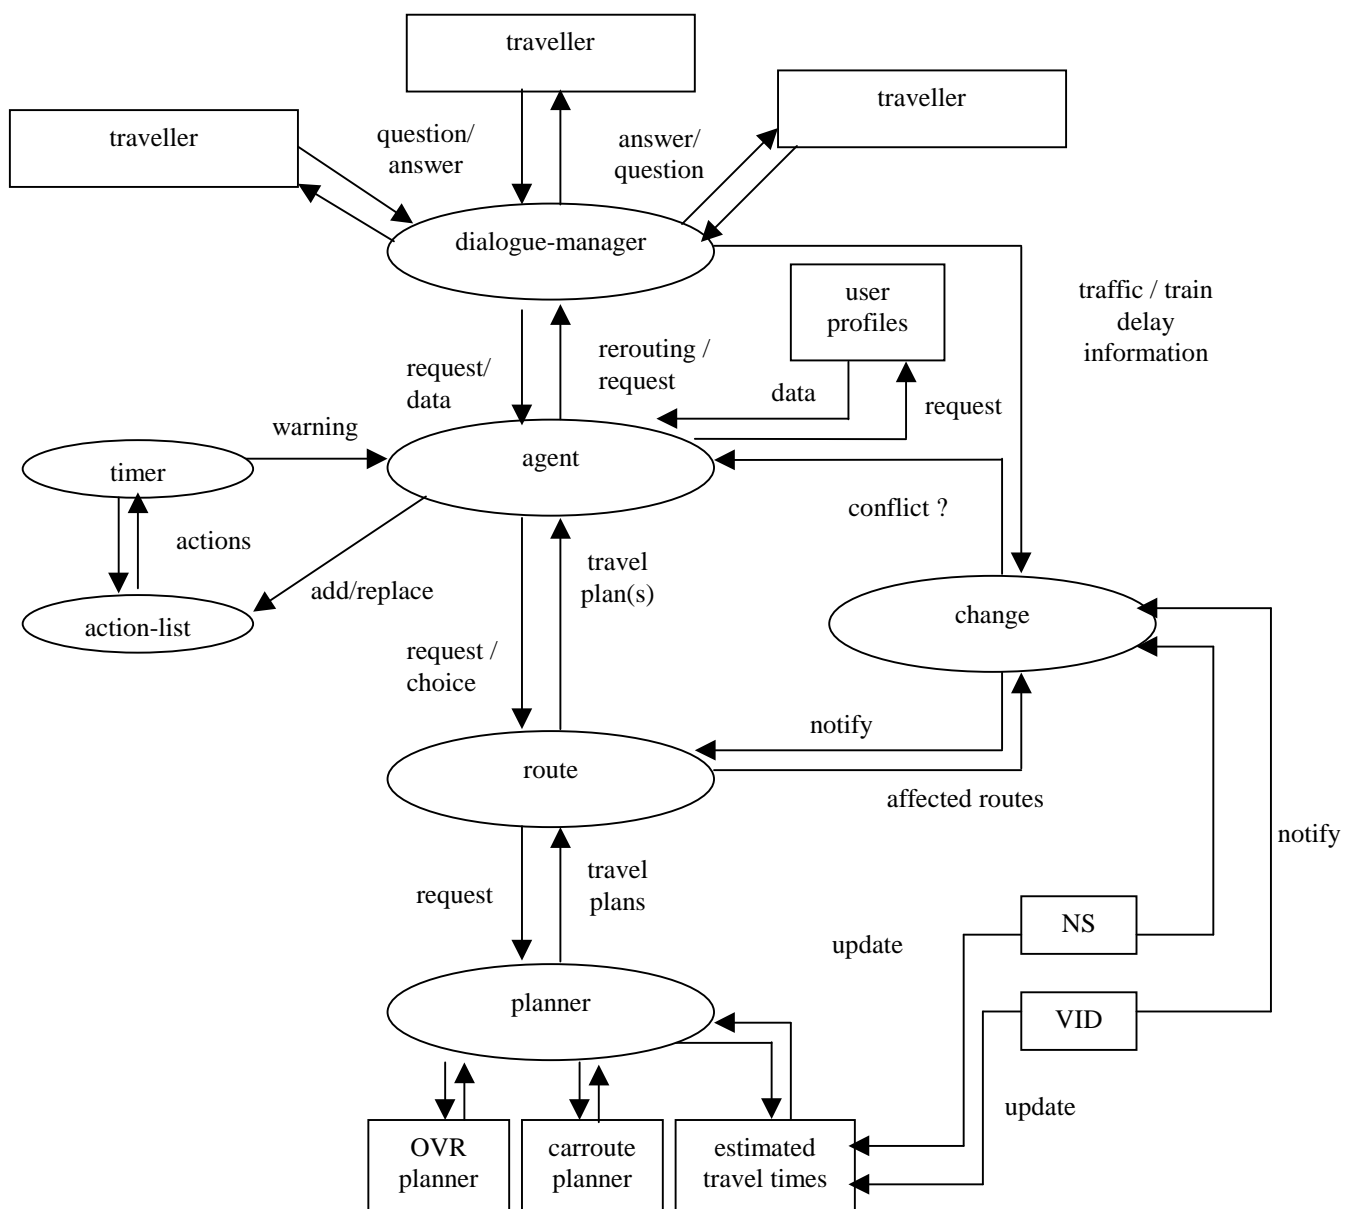 traveller
traveller
traveller
question/
answer
answer/
question
dialogue-manager
user
profiles
traffic / train
delay
information
request/
data
rerouting /
request
data
request
warning
timer
agent
conflict ?
actions
add/replace
travel
plan(s)
action-list
change
request /
choice
notify
route
affected routes
notify
request
travel
plans
update
NS
planner
VID
update
OVR
planner
carroute
planner
estimated
travel times